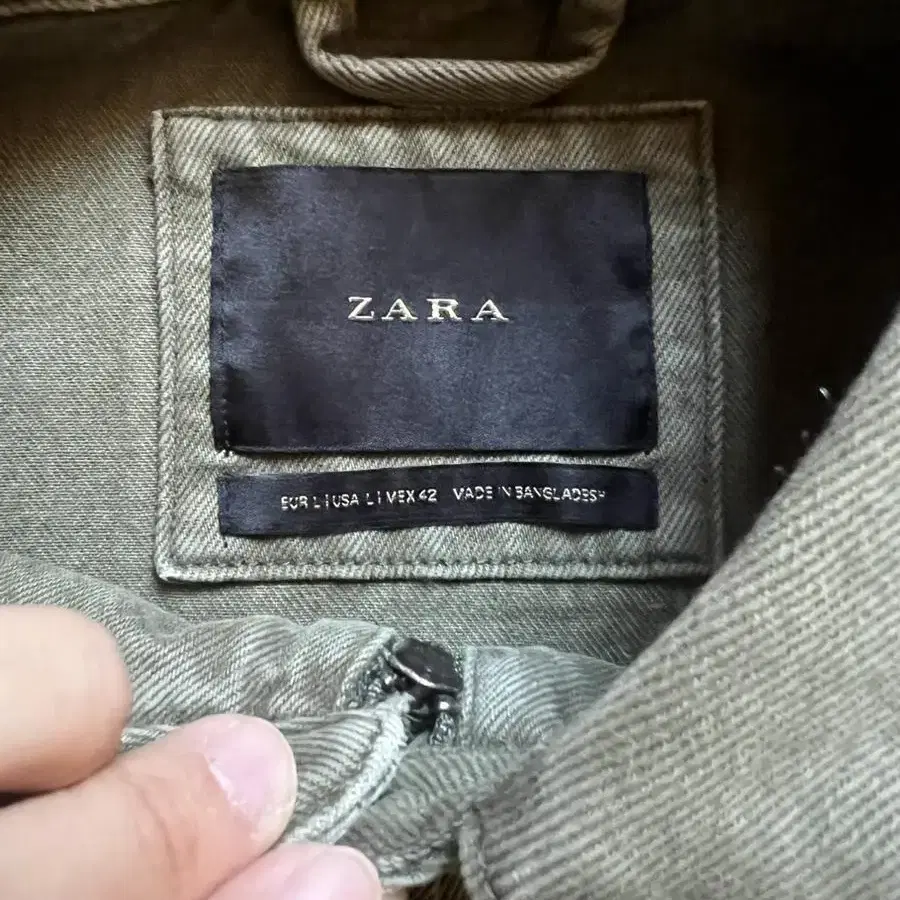 ZARA
EUR L | USA L | MEX 42 MADE IN BANGLADESH